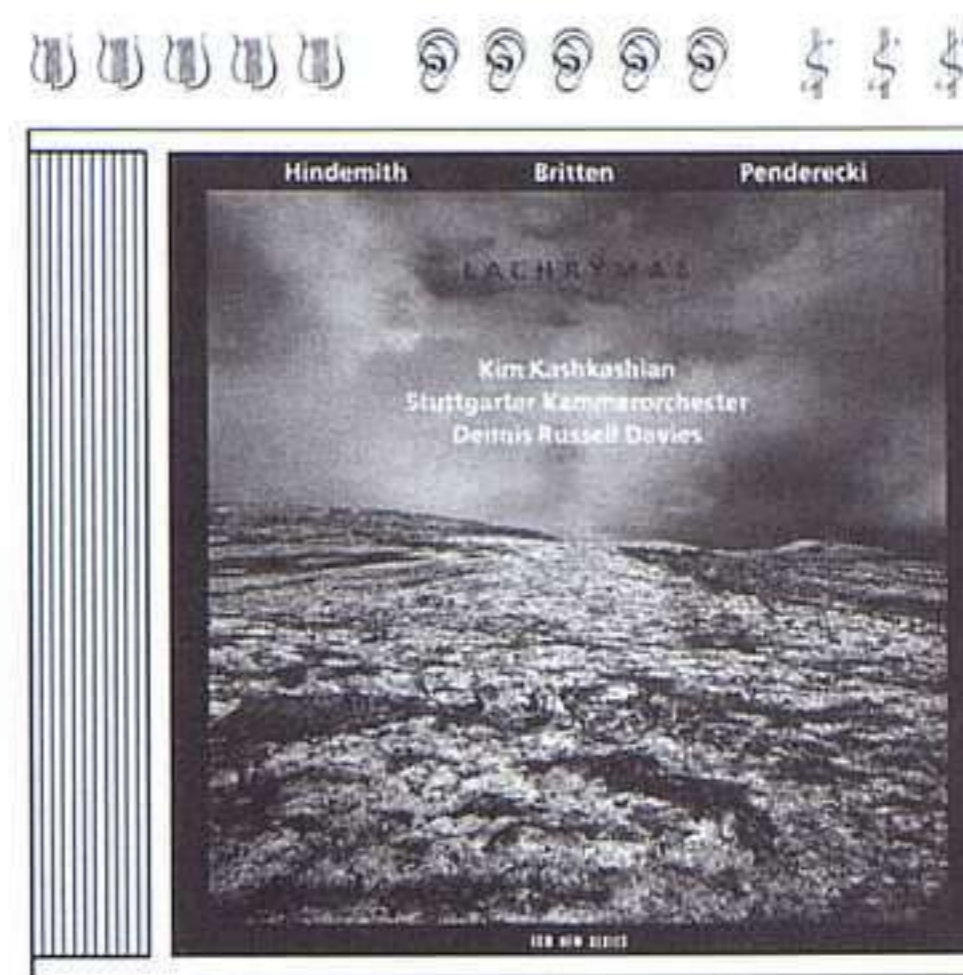 Hindemith Britten Penderecki
LACHRYMAE
Kim Kashkashian
Stuttgarter Kammerorchester
Dennis Russell Davies
ECM NEW SERIES